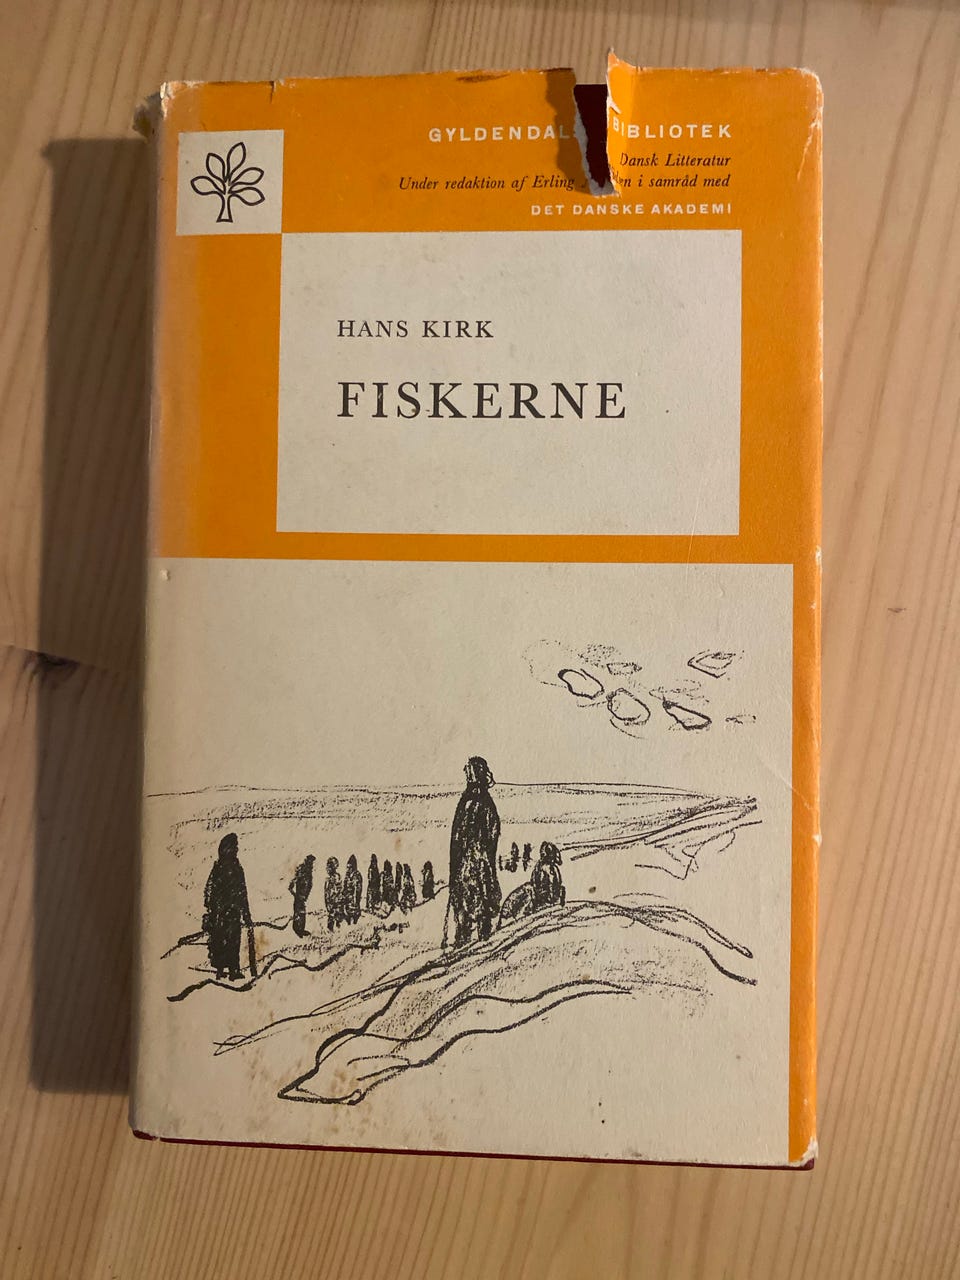 GYLDENDALS BIBLIOTEK
Dansk Litteratur
Under redaktion af Erling i samråd med
DET DANSKE AKADEMI
HANS KIRK
FISKERNE